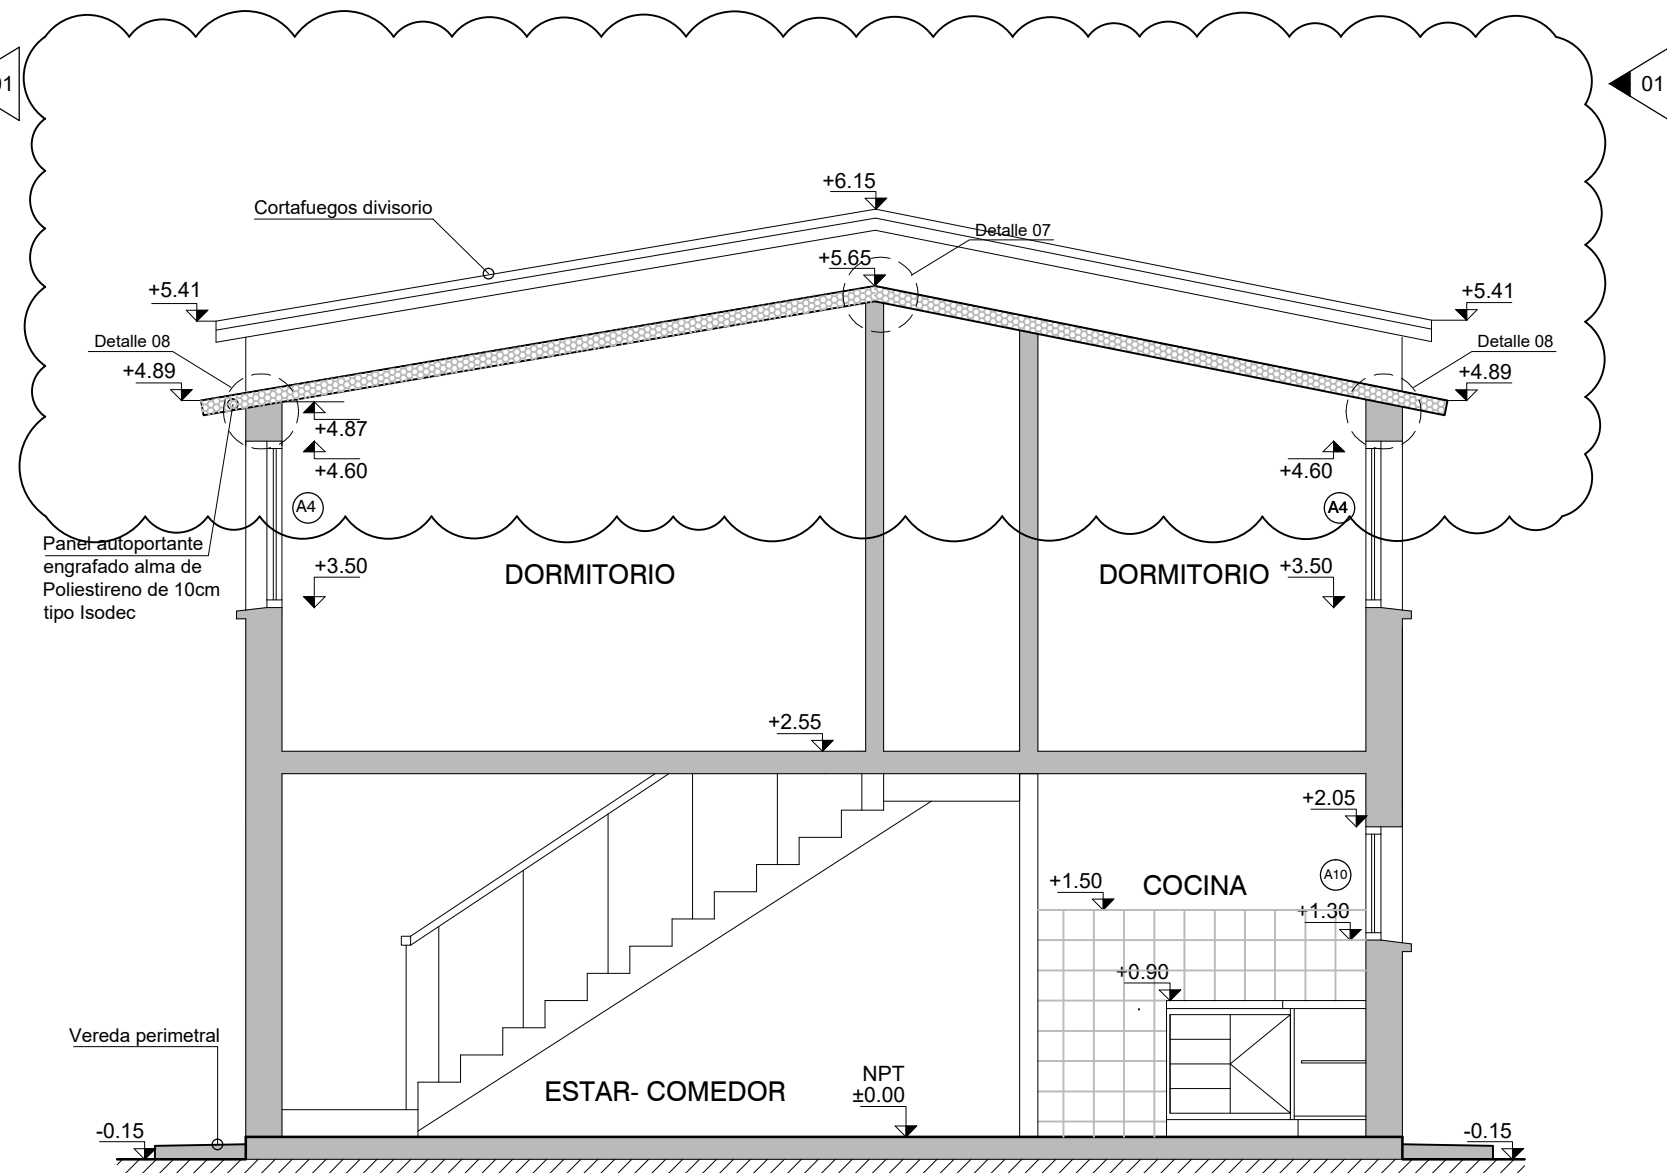 01
01
+6.15
Cortafuegos divisorio
Detalle 07
+5.65
+5.41
+5.41
Detalle 08
Detalle 08
+4.89
+4.89
+4.87
+4.60
+4.60
A4
A4
Panel autoportante
engrafado alma de
Poliestireno de 10cm
tipo Isodec
+3.50
DORMITORIO
DORMITORIO
+3.50
+2.55
+2.05
+1.50
COCINA
A10
+1.30
+0.90
Vereda perimetral
NPT
±0.00
ESTAR- COMEDOR
-0.15
-0.15